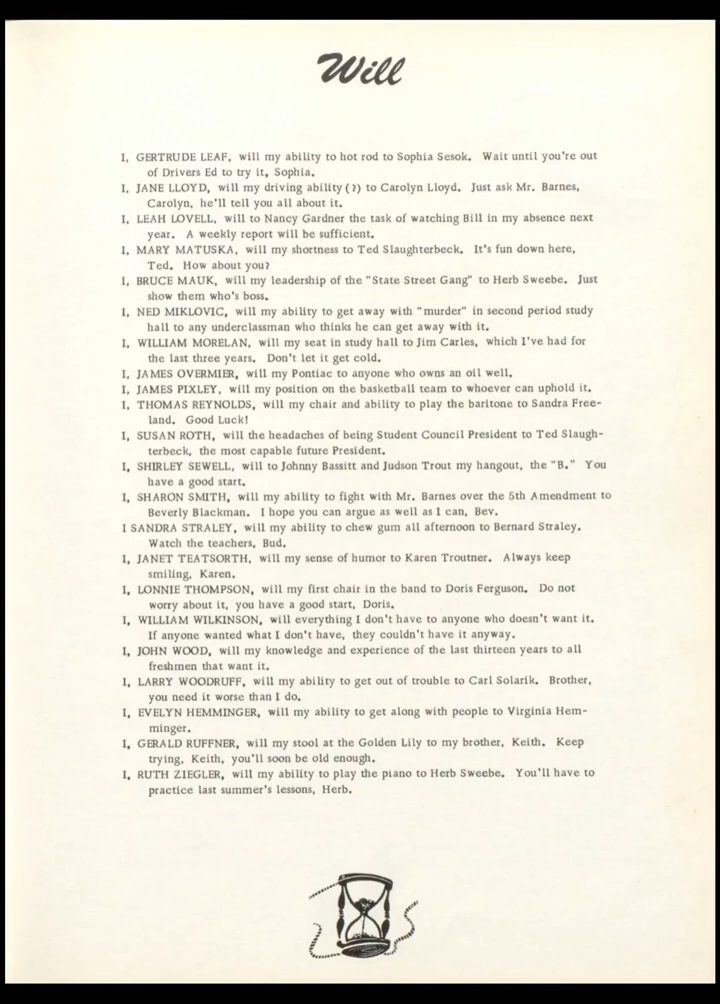 Will
I, GERTRUDE LEAF, will my ability to hot rod to Sophia Sesok. Wait until you're out
of Drivers Ed to try it, Sophia.
I, JANE LLOYD, will my driving ability (?) to Carolyn Lloyd. Just ask Mr. Barnes,
Carolyn, he'll tell you all about it.
I, LEAH LOVELL, will to Nancy Gardner the task of watching Bill in my absence next
year. A weekly report will be sufficient.
I, MARY MATUSKA, will my shortness to Ted Slaughterbeck. It's fun down here,
Ted. How about you?
I, BRUCE MAUK, will my leadership of the "State Street Gang" to Herb Sweebe. Just
show them who's boss.
I, NED MIKLOVIC, will my ability to get away with "murder" in second period study
hall to any underclassman who thinks he can get away with it.
I, WILLIAM MORELAN, will my seat in study hall to Jim Carles, which I've had for
the last three years. Don't let it get cold.
I, JAMES OVERMIER, will my Pontiac to anyone who owns an oil well.
I, JAMES PIXLEY, will my position on the basketball team to whoever can uphold it.
I, THOMAS REYNOLDS, will my chair and ability to play the baritone to Sandra Free-
land. Good Luck!
I, SUSAN ROTH, will the headaches of being Student Council President to Ted Slaugh-
terbeck, the most capable future President.
I, SHIRLEY SEWELL, will to Johnny Bassitt and Judson Trout my hangout, the "B." You
have a good start.
I, SHARON SMITH, will my ability to fight with Mr. Barnes over the 5th Amendment to
Beverly Blackman. I hope you can argue as well as I can, Bev.
I SANDRA STRALEY, will my ability to chew gum all afternoon to Bernard Straley.
Watch the teachers, Bud.
I, JANET TEATSORTH, will my sense of humor to Karen Troutner. Always keep
smiling, Karen.
I, LONNIE THOMPSON, will my first chair in the band to Doris Ferguson. Do not
worry about it, you have a good start, Doris.
I, WILLIAM WILKINSON, will everything I don't have to anyone who doesn't want it.
If anyone wanted what I don't have, they couldn't have it anyway.
I, JOHN WOOD, will my knowledge and experience of the last thirteen years to all
freshmen that want it.
I, LARRY WOODRUFF, will my ability to get out of trouble to Carl Solarik. Brother,
you need it worse than I do.
I, EVELYN HEMMINGER, will my ability to get along with people to Virginia Hem-
minger.
I, GERALD RUFFNER, will my stool at the Golden Lily to my brother, Keith. Keep
trying, Keith, you'll soon be old enough.
I, RUTH ZIEGLER, will my ability to play the piano to Herb Sweebe. You'll have to
practice last summer's lessons, Herb.